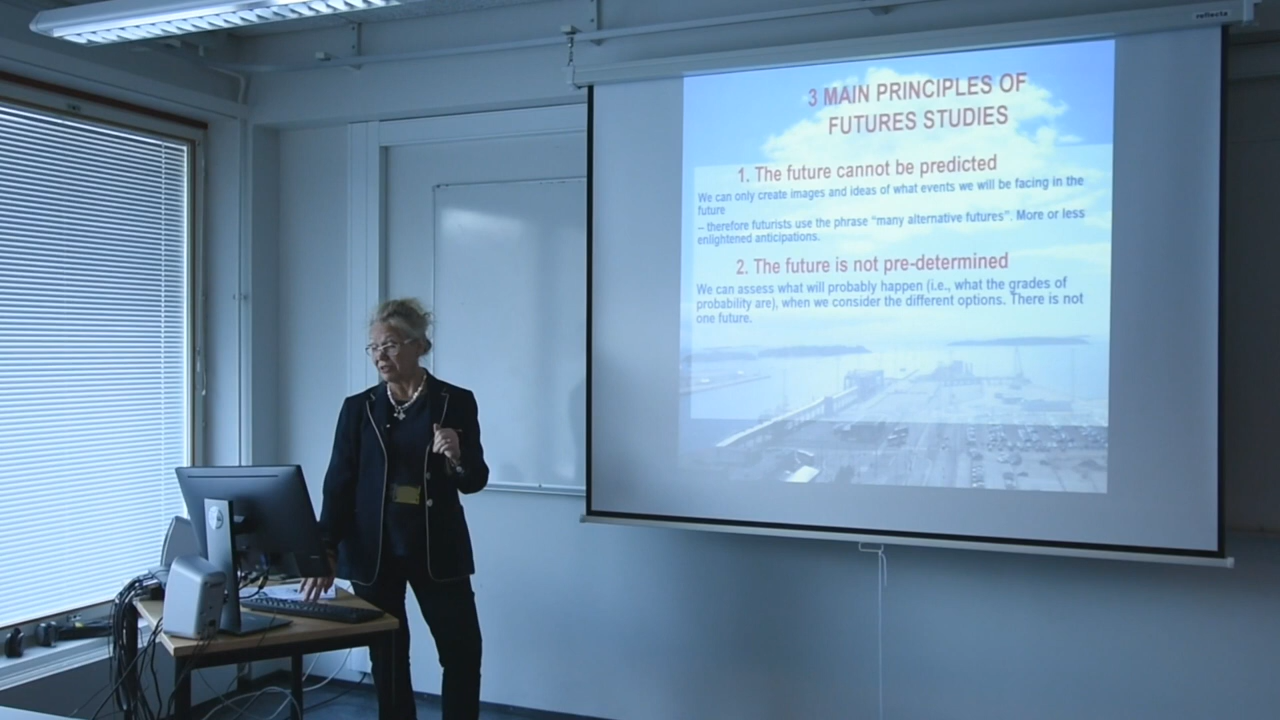 reflecta
3 MAIN PRINCIPLES OF
FUTURES STUDIES
1. The future cannot be predicted
We can only create images and ideas of what events we will be facing in the
future
– therefore futurists use the phrase “many alternative futures”. More or less
enlightened anticipations.
2. The future is not pre-determined
We can assess what will probably happen (i.e., what the grades of
probability are), when we consider the different options. There is not
one future.